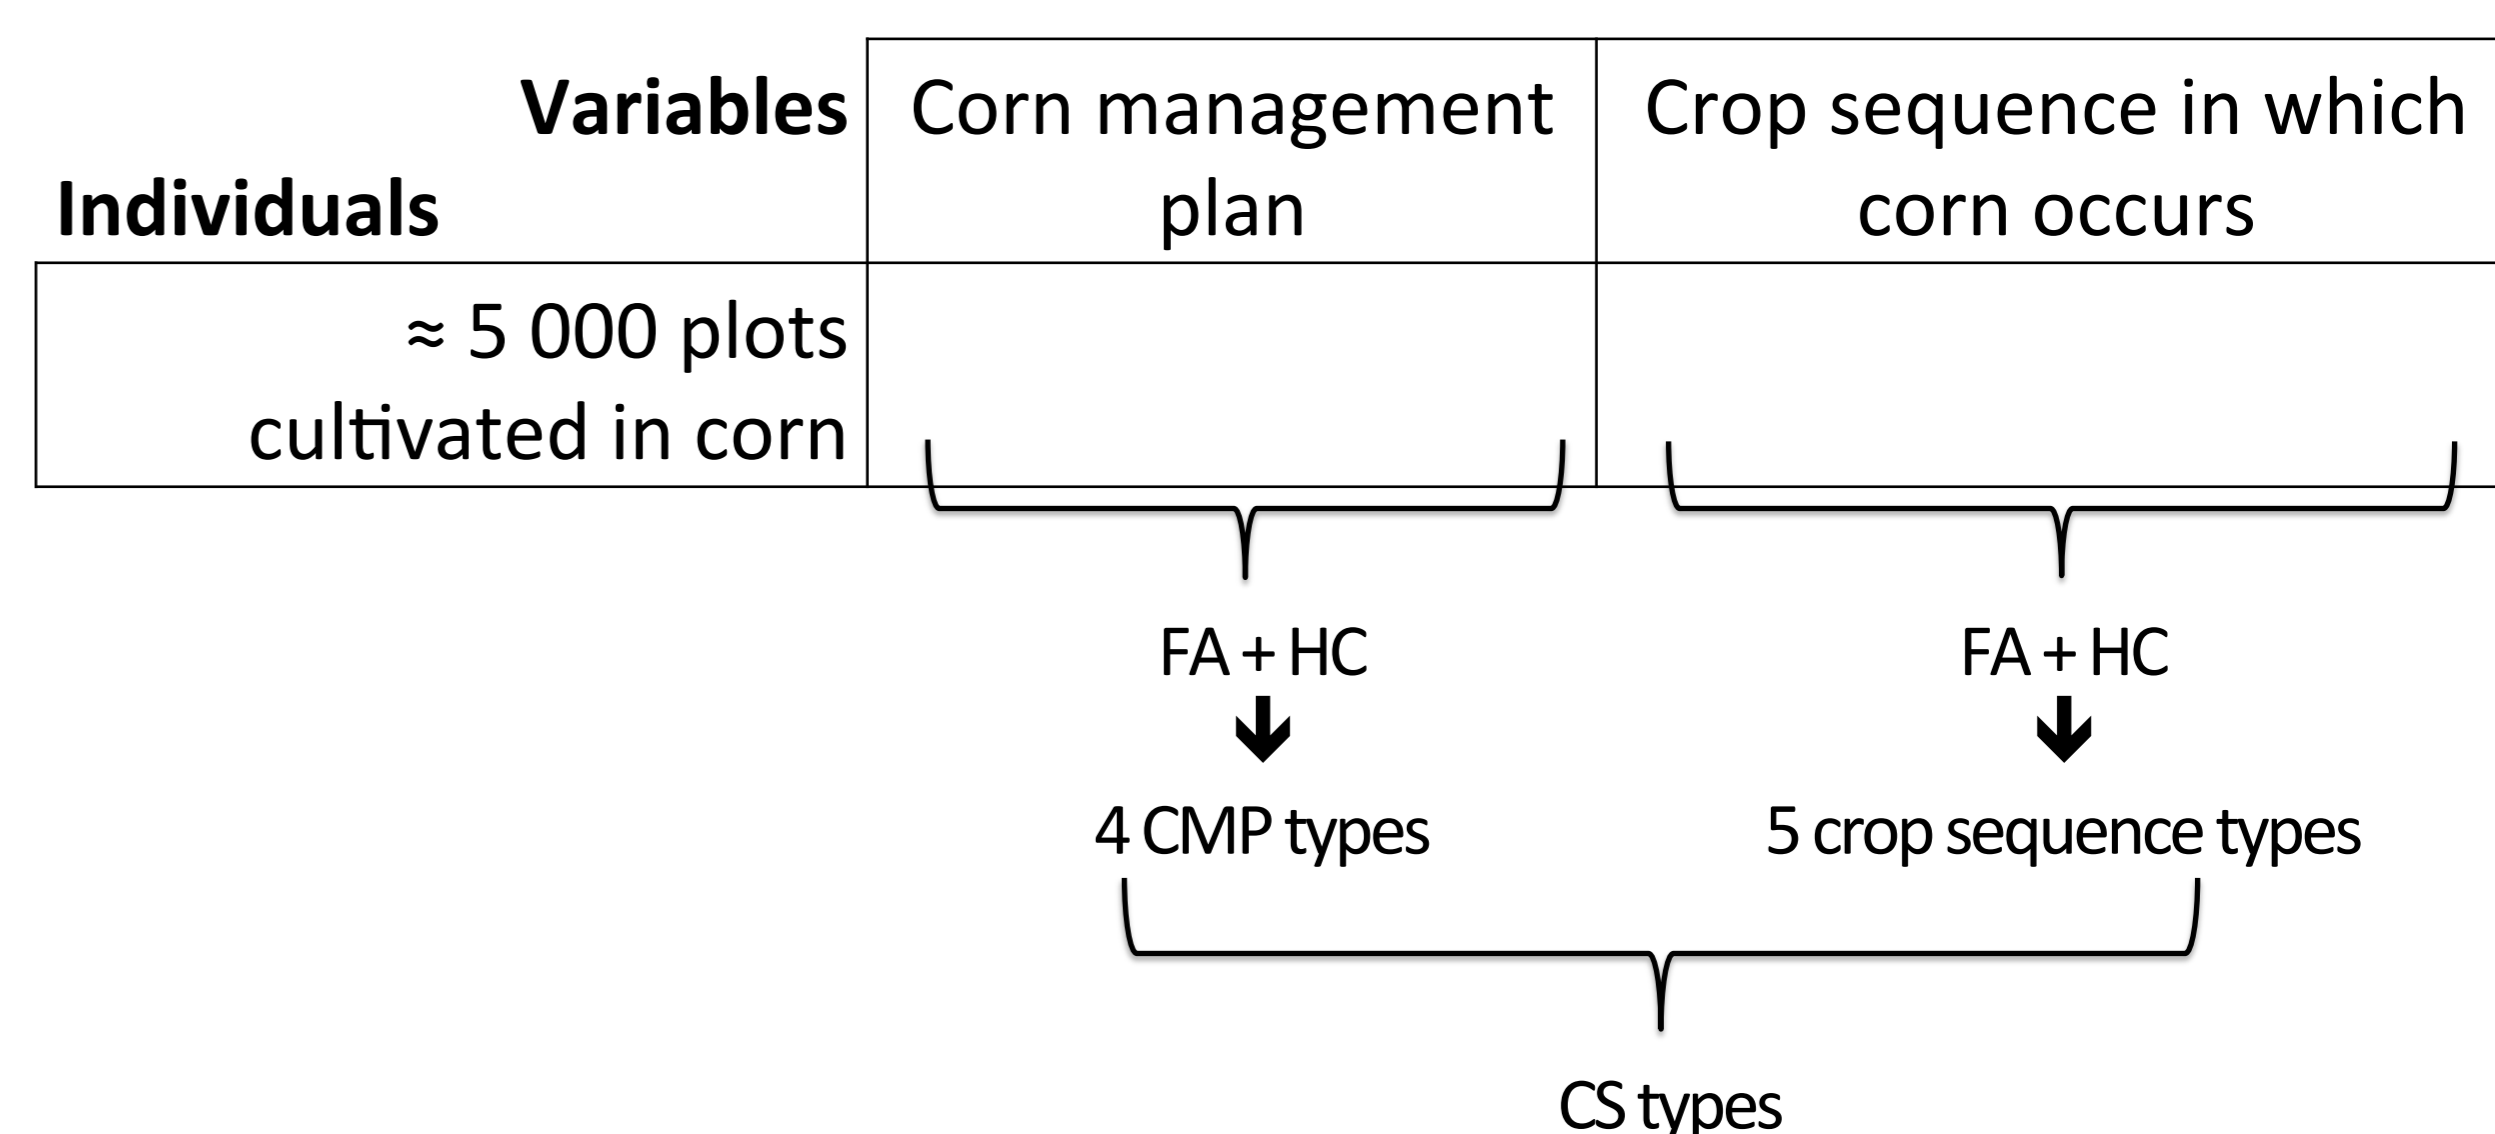 Variables
Individuals
Corn management
plan
Crop sequence in which
corn occurs
≈ 5 000 plots
cultivated in corn
FA + HC
FA + HC
4 CMP types
5 crop sequence types
CS types